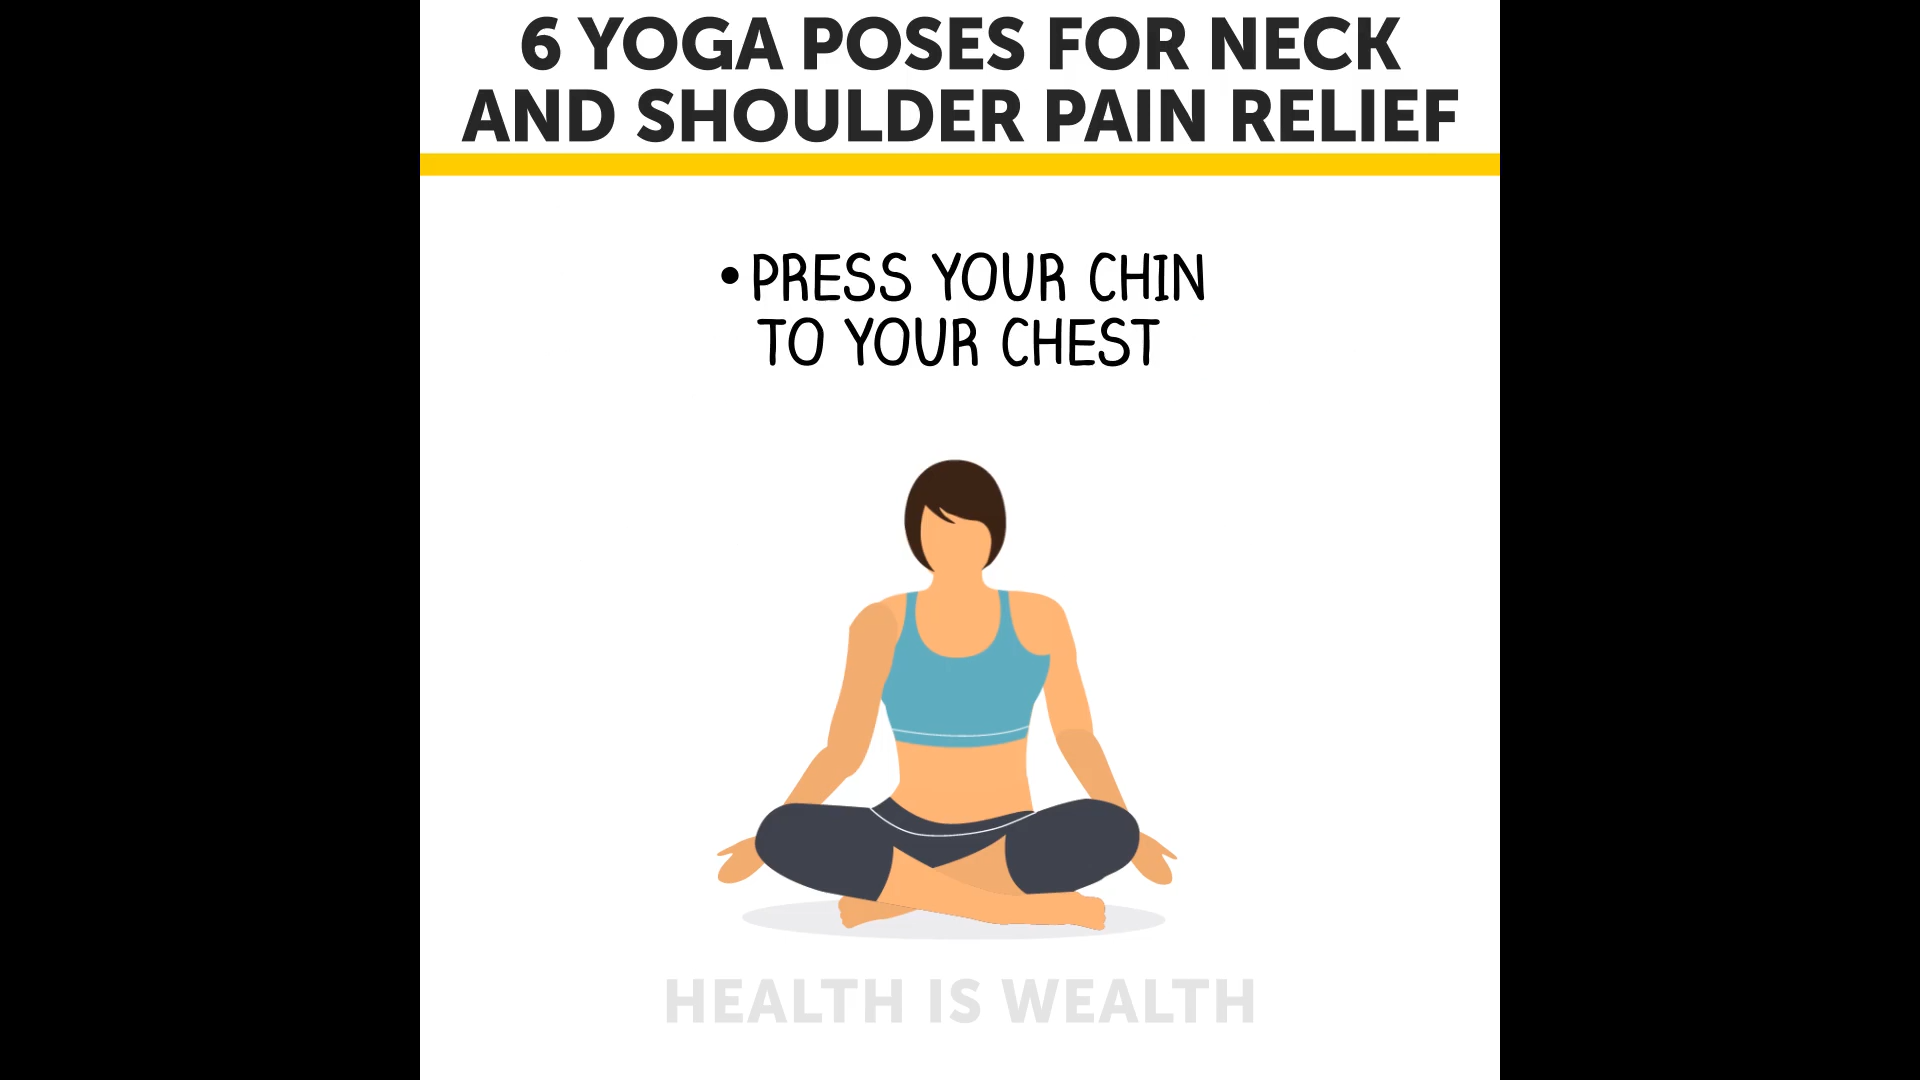 6 YOGA POSES FOR NECK
AND SHOULDER PAIN RELIEF
• PRESS YOUR CHIN
TO YOUR CHEST
HEALTH IS WEALTH